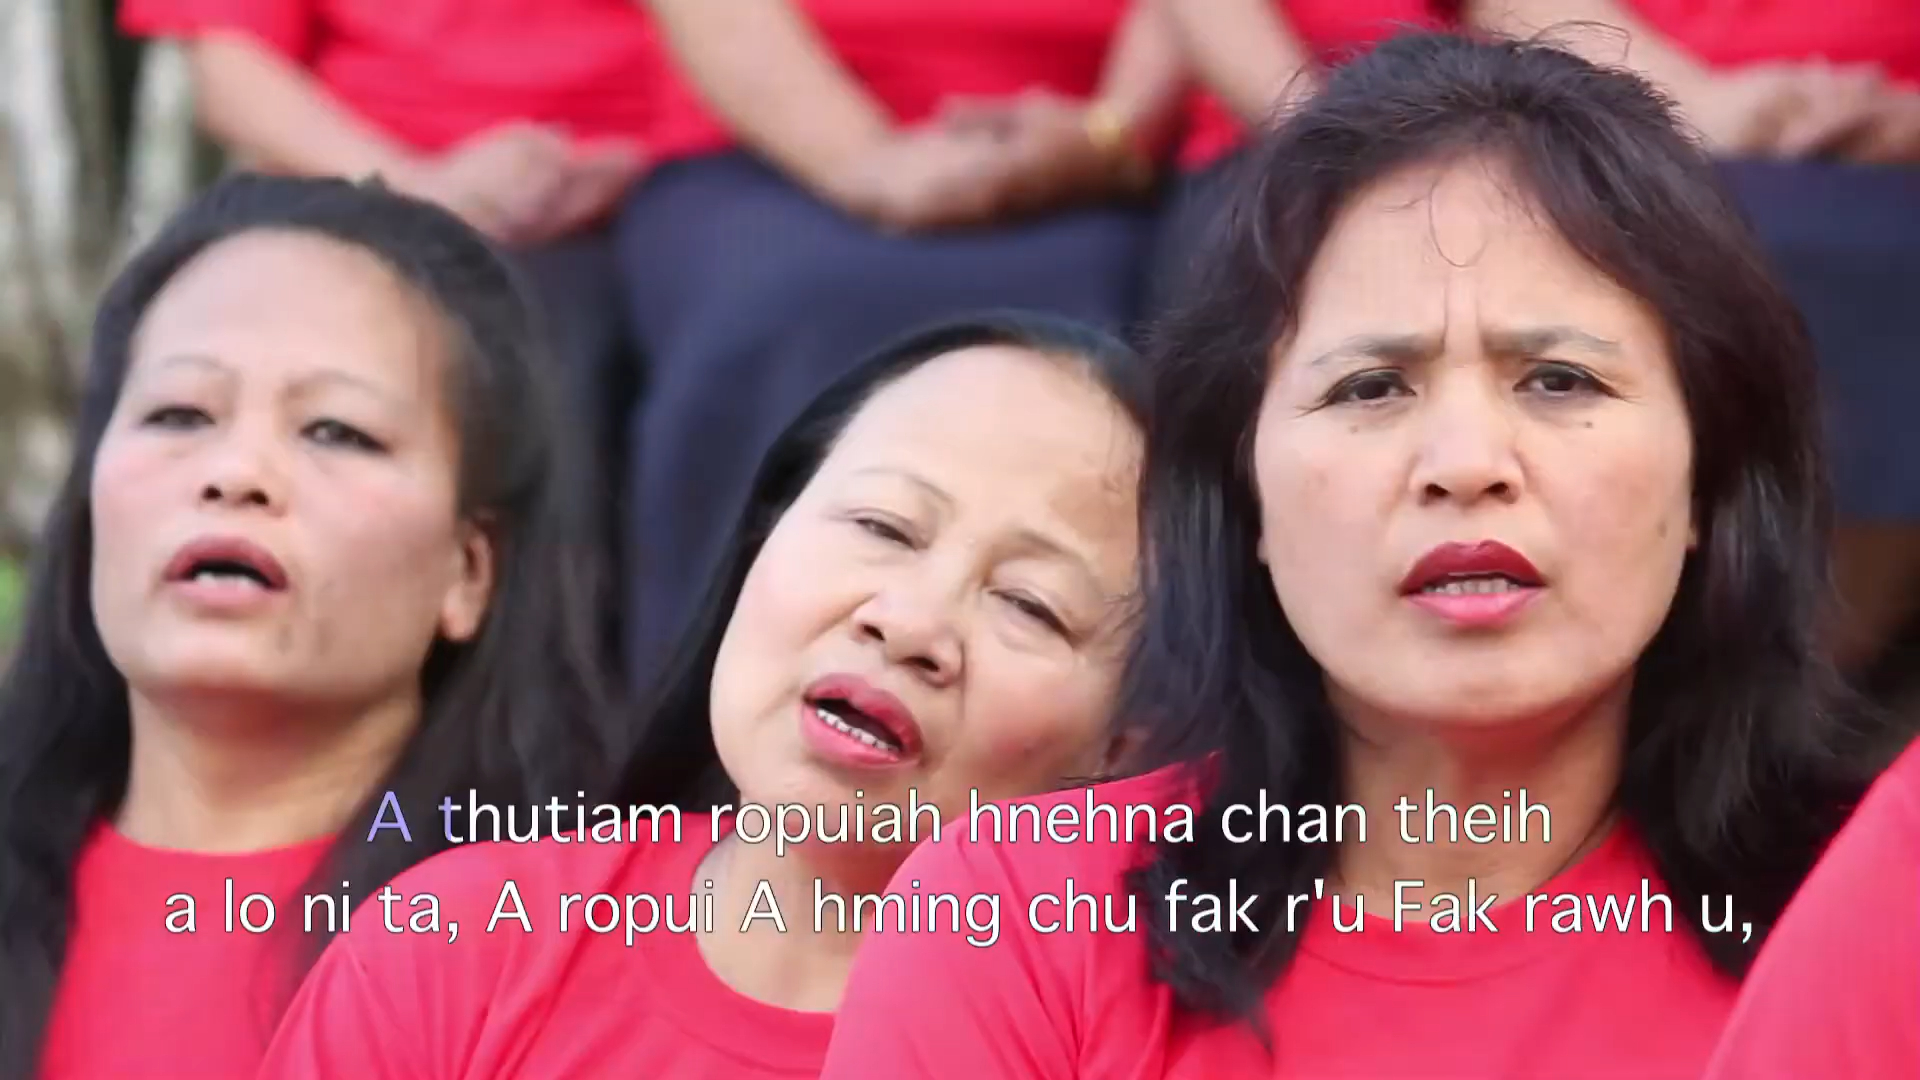 A thutiam ropuiah hnehna chan theih
a lo ni ta, A ropui A hming chu fak r'u Fak rawh u,